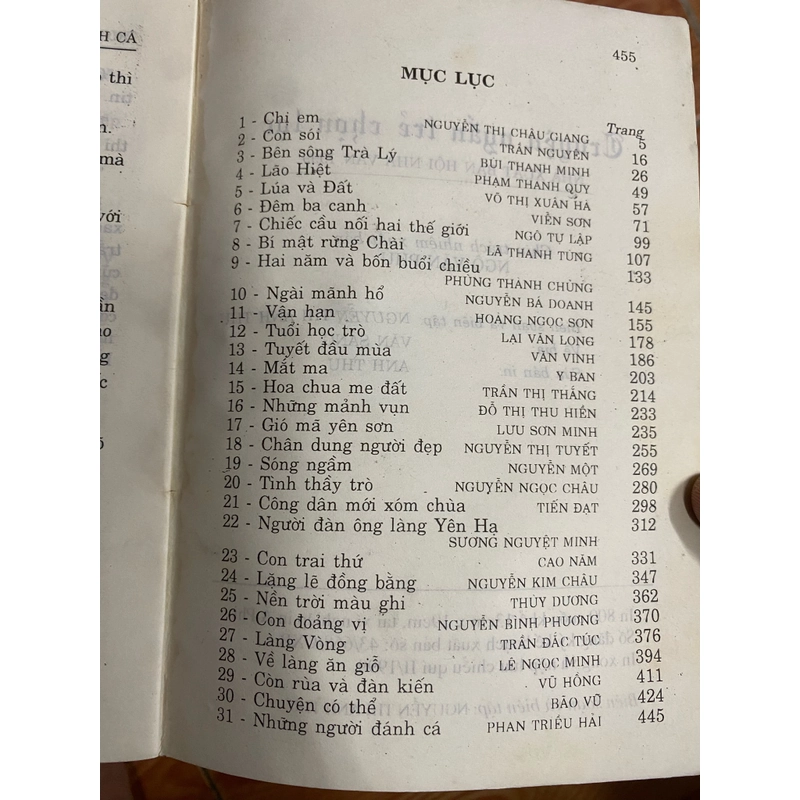 H CÁ
ò thì
n.
mà
với
ần
ao
c
ó
455
MỤC LỤC
Trang
1 - Chị em NGUYỄN THỊ CHÂU GIANG 5
2 - Con sói TRẦN NGUYÊN 16
3 - Bên sông Trà Lý BÙI THANH MINH 26
4 - Lão Hiệt PHẠM THANH QUY 49
5 - Lúa và Đất VÕ THỊ XUÂN HÀ 57
6 - Đêm ba canh VIỄN SƠN 71
7 - Chiếc cầu nối hai thế giới NGÔ TỰ LẬP 99
8 - Bí mật rừng Chài LÃ THANH TÙNG 107
9 - Hai năm và bốn buổi chiều
PHÙNG THÀNH CHỦNG 133
10 - Ngài mãnh hổ NGUYỄN BÁ DOANH 145
11 - Vận hạn HOÀNG NGỌC SƠN 155
12 - Tuổi học trò LẠI VĂN LONG 178
13 - Tuyết đầu mùa VĂN VINH 186
14 - Mắt ma Y BAN 203
15 - Hoa chua me đất TRẦN THỊ THẮNG 214
16 - Những mảnh vụn ĐỖ THỊ THU HIÊN 233
17 - Gió mã yên sơn LƯU SƠN MINH 235
18 - Chân dung người đẹp NGUYỄN THỊ TUYẾT 255
19 - Sóng ngầm NGUYỄN MỘT 269
20 - Tình thầy trò NGUYỄN NGỌC CHÂU 280
21 - Công dân mới xóm chùa TIẾN ĐẠT 298
22 - Người đàn ông làng Yên Hạ 312
SƯƠNG NGUYỆT MINH
23 - Con trai thứ CAO NĂM 331
24 - Lặng lẽ đồng bằng NGUYỄN KIM CHÂU 347
25 - Nền trời màu ghi THÙY DƯƠNG 362
26 - Con đoảng vị NGUYỄN BÌNH PHƯƠNG 370
27 - Làng Vòng TRẦN ĐẮC TÚC 376
28 - Về làng ăn giỗ LÊ NGỌC MINH 394
29 - Còn rùa và đàn kiến VŨ HỒNG 411
30 - Chuyện có thể BÃO VŨ 424
31 - Những người đánh cá PHAN TRIỀU HẢI 445